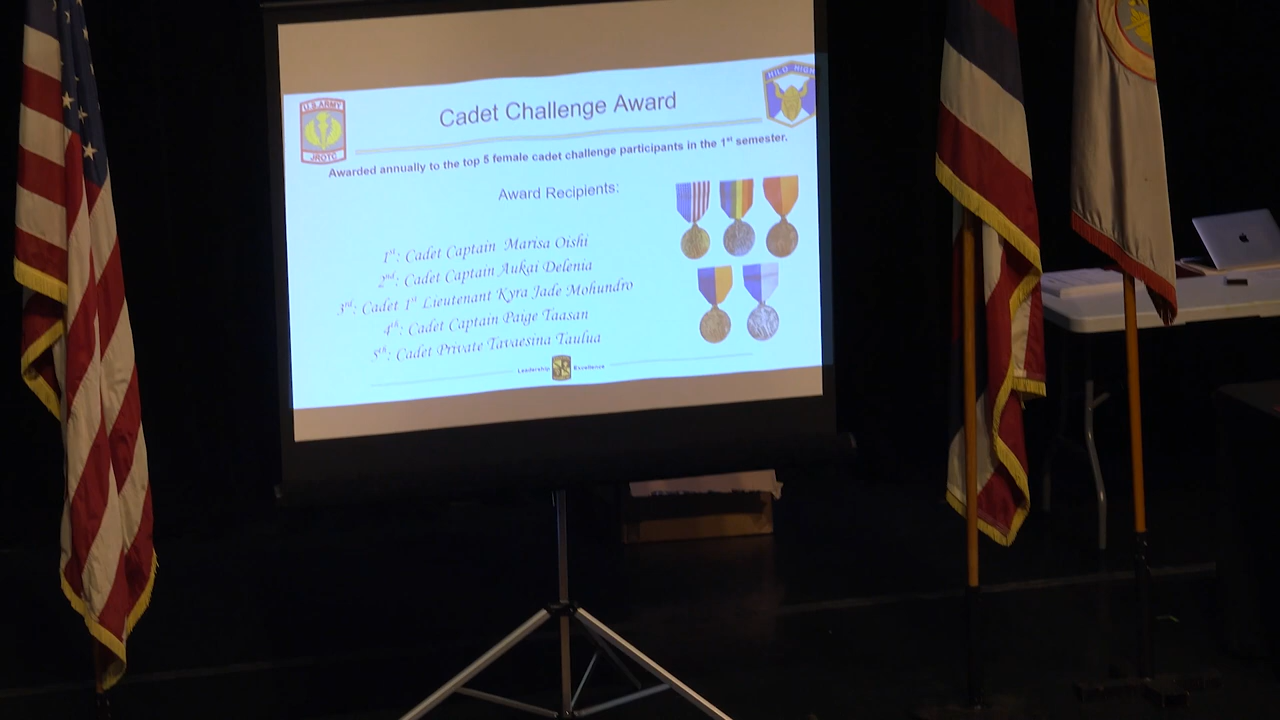 U.S. ARMY
JROTC
HILO HIGH
Cadet Challenge Award
Awarded annually to the top 5 female cadet challenge participants in the 1st semester.
Award Recipients:
1st: Cadet Captain Marisa Oishi
2nd: Cadet Captain Aukai Delenia
3rd: Cadet 1st Lieutenant Kyra Jade Mohundro
4th: Cadet Captain Paige Taasan
5th: Cadet Private Tavaesina Taulua
Leadership Excellence